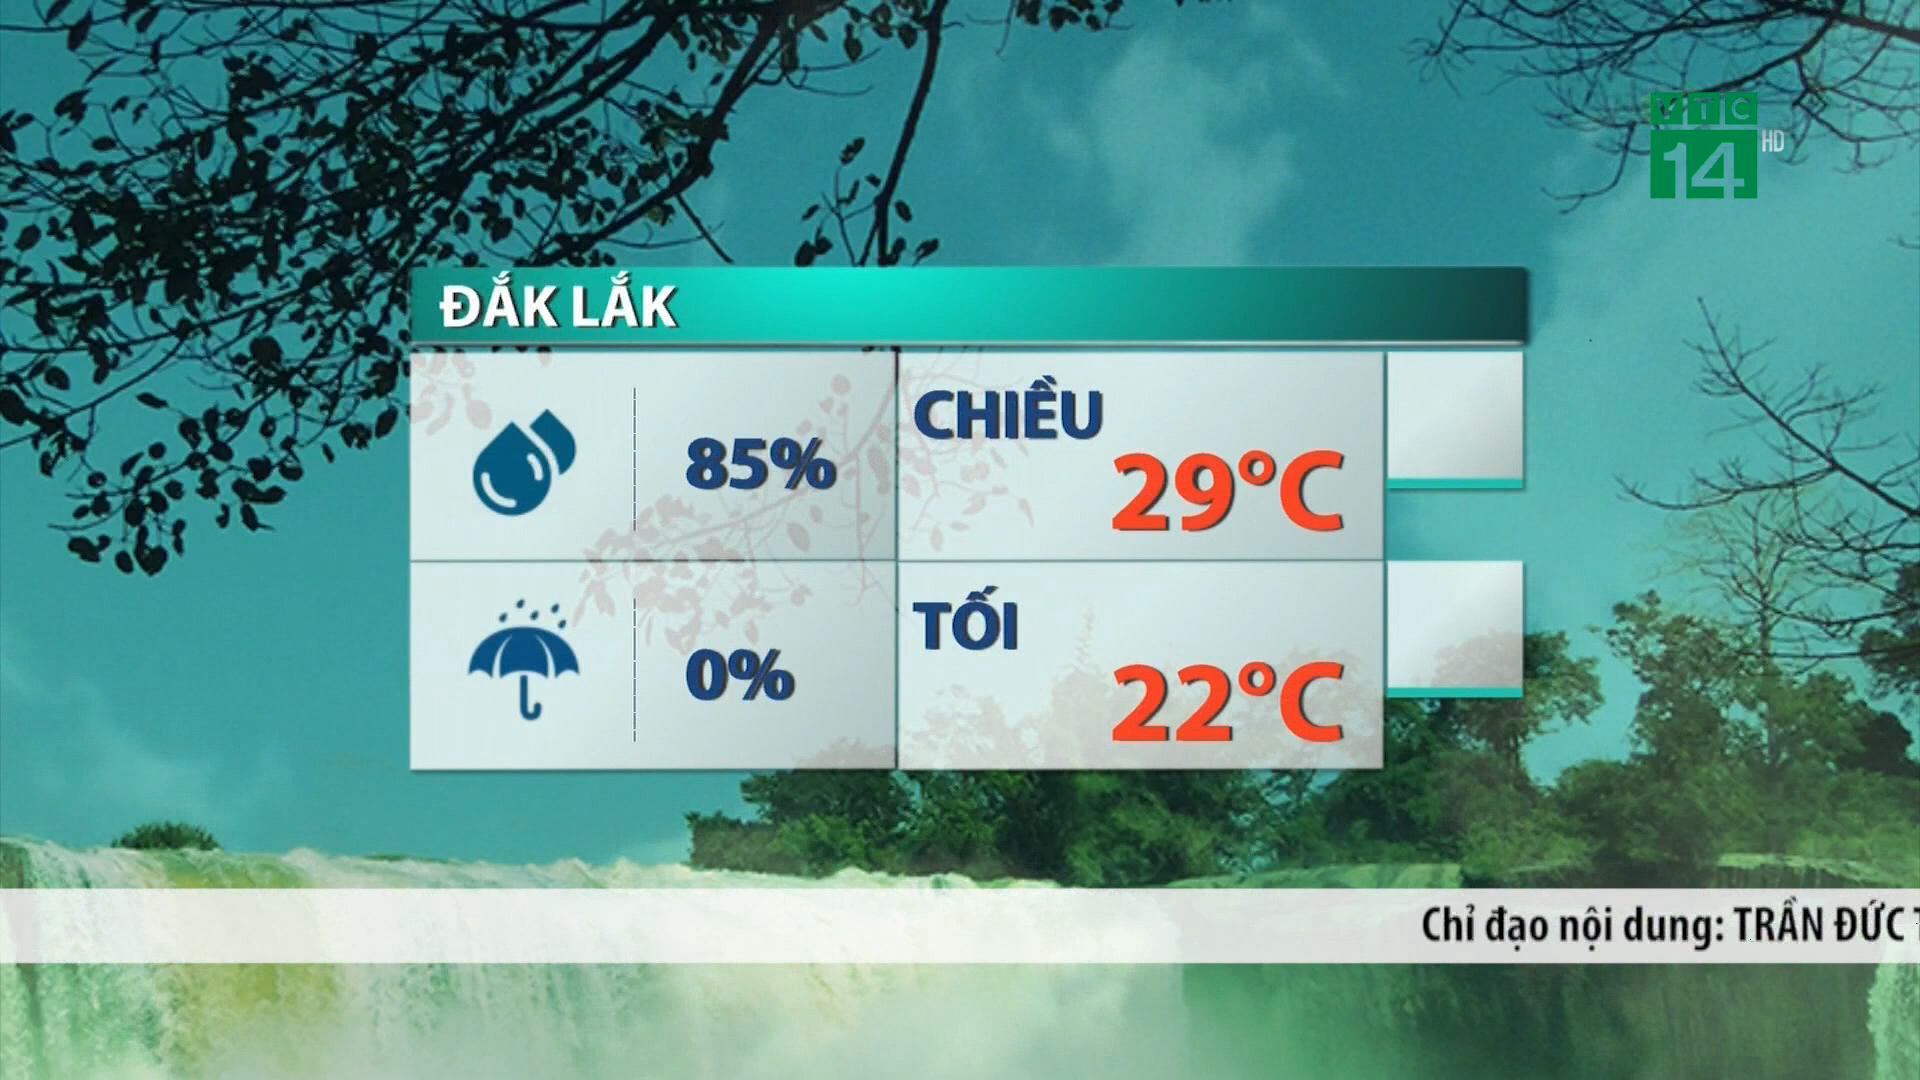 VTC
14 HD
ĐẮK LẮK
85%
CHIỀU
29°C
0%
TỐI
22°C
Chỉ đạo nội dung: TRẦN ĐỨC